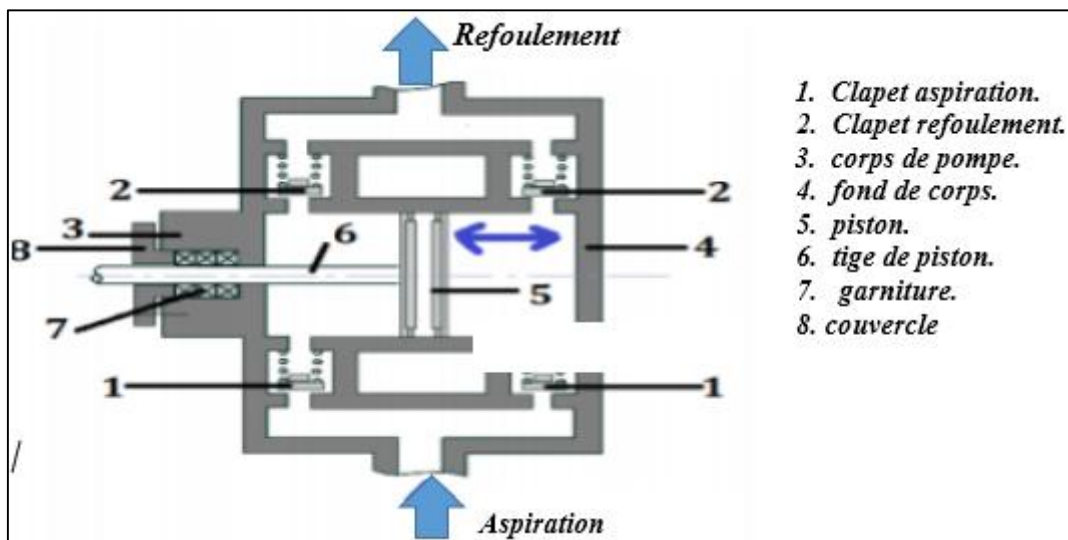 Refoulement
1. Clapet aspiration.
2. Clapet refoulement.
3. corps de pompe.
4. fond de corps.
5. piston.
6. tige de piston.
7. garniture.
8. couvercle
2
2
3
8
6
4
7
5
1
1
/
Aspiration